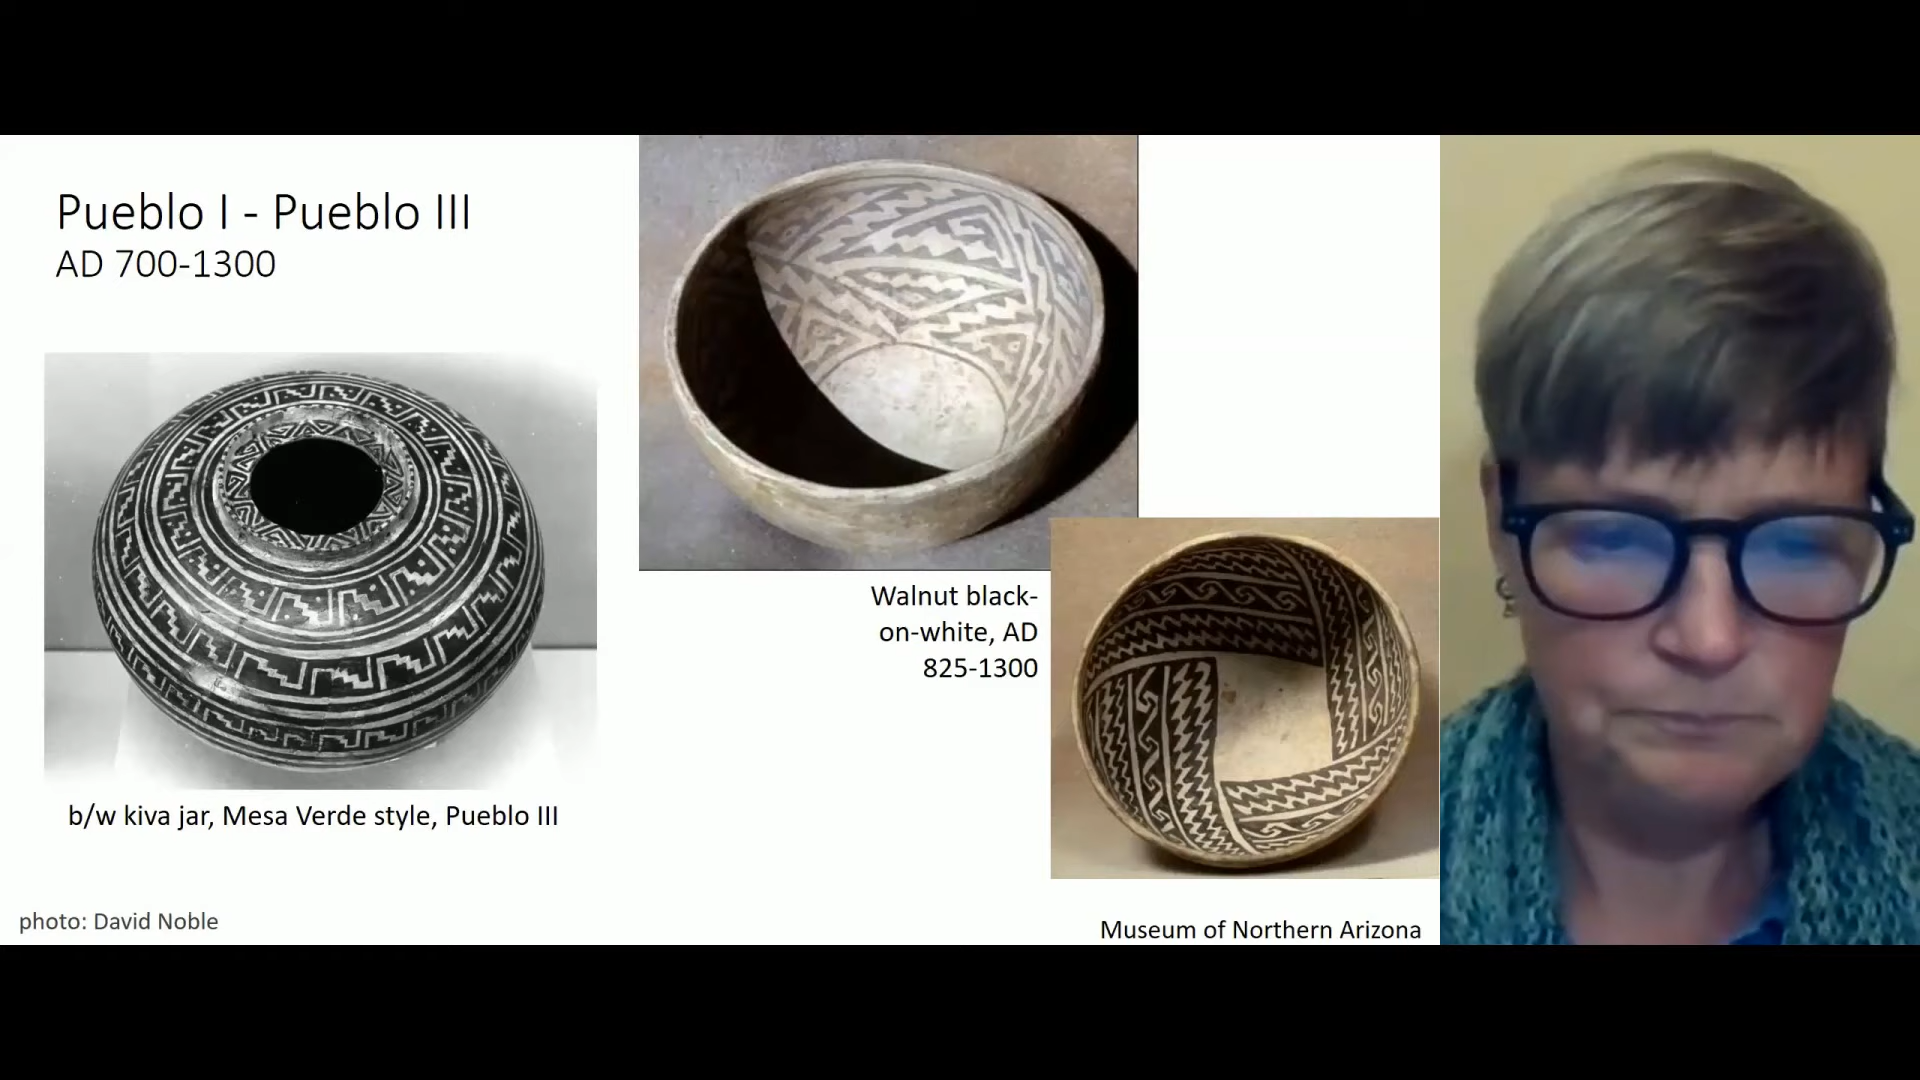 Pueblo I - Pueblo III
AD 700-1300
Walnut black-
on-white, AD
825-1300
b/w kiva jar, Mesa Verde style, Pueblo III
photo: David Noble
Museum of Northern Arizona